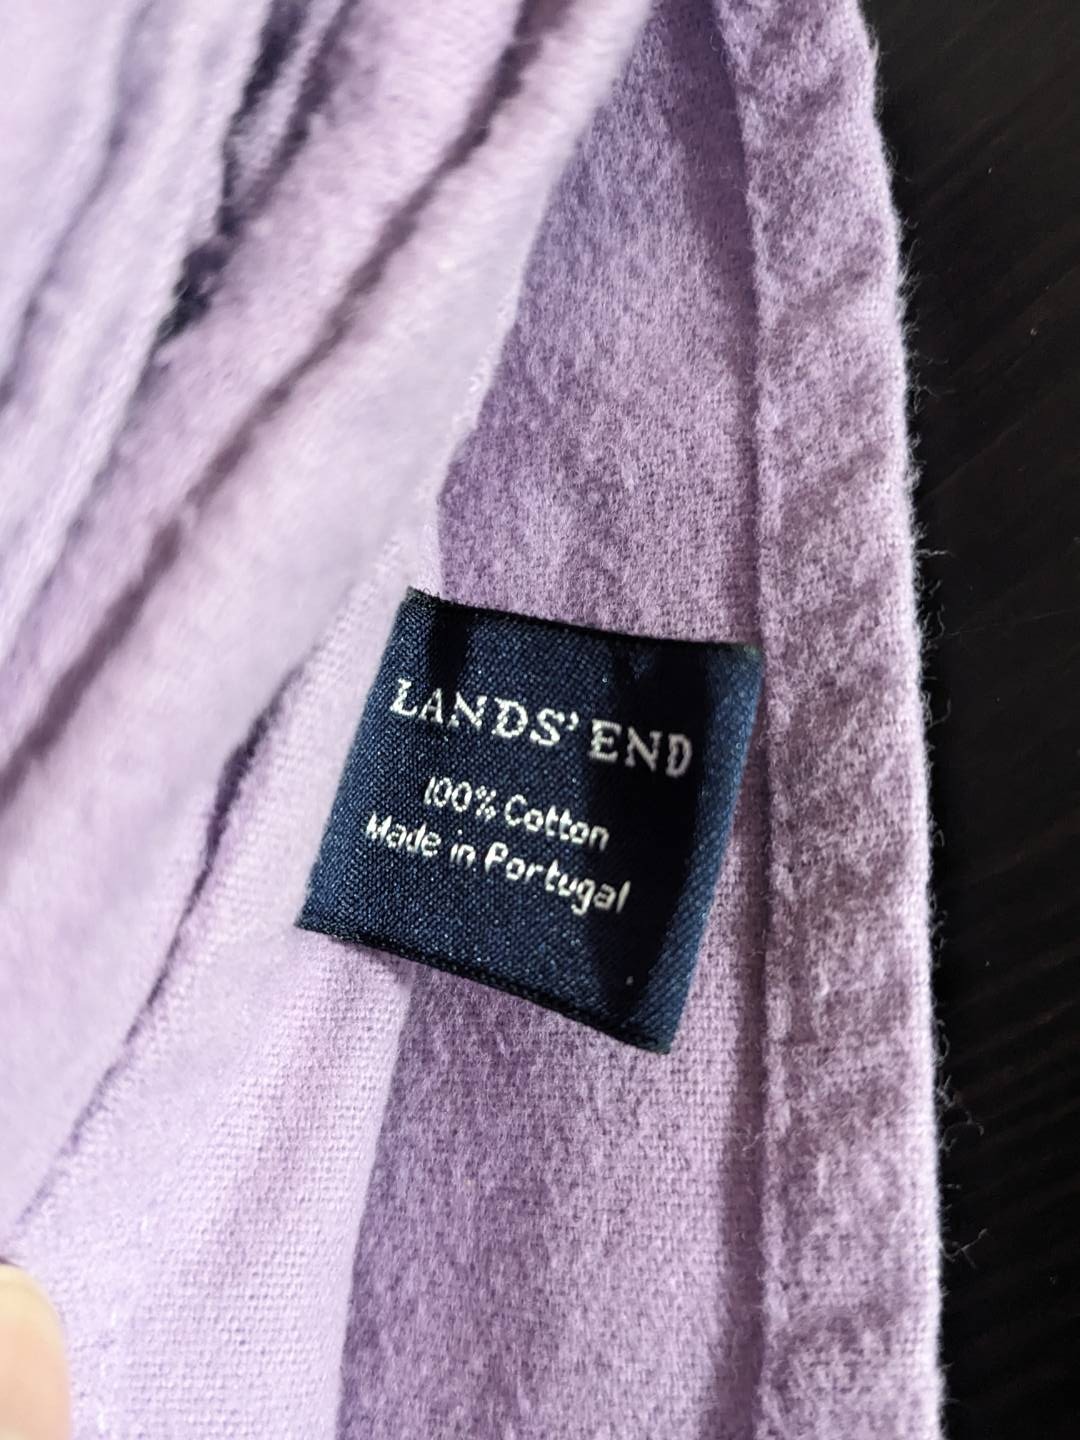 LANDS' END
100% Cotton
Made in Portugal